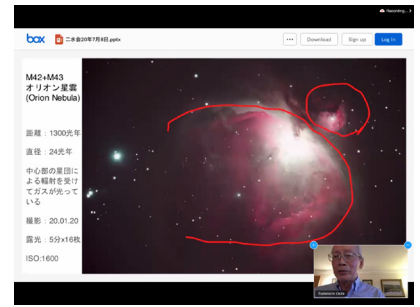 Recording...
box
二水会20年7月8日.pptx
...
Download
Sign up
Log in
M42+M43
オリオン星雲
(Orion Nebula)
距離：1300光年
直径：24光年
中心部の星団に
よる輻射を受け
てガスが光って
いる
撮影：20.01.20
露光：5分x16枚
ISO:1600